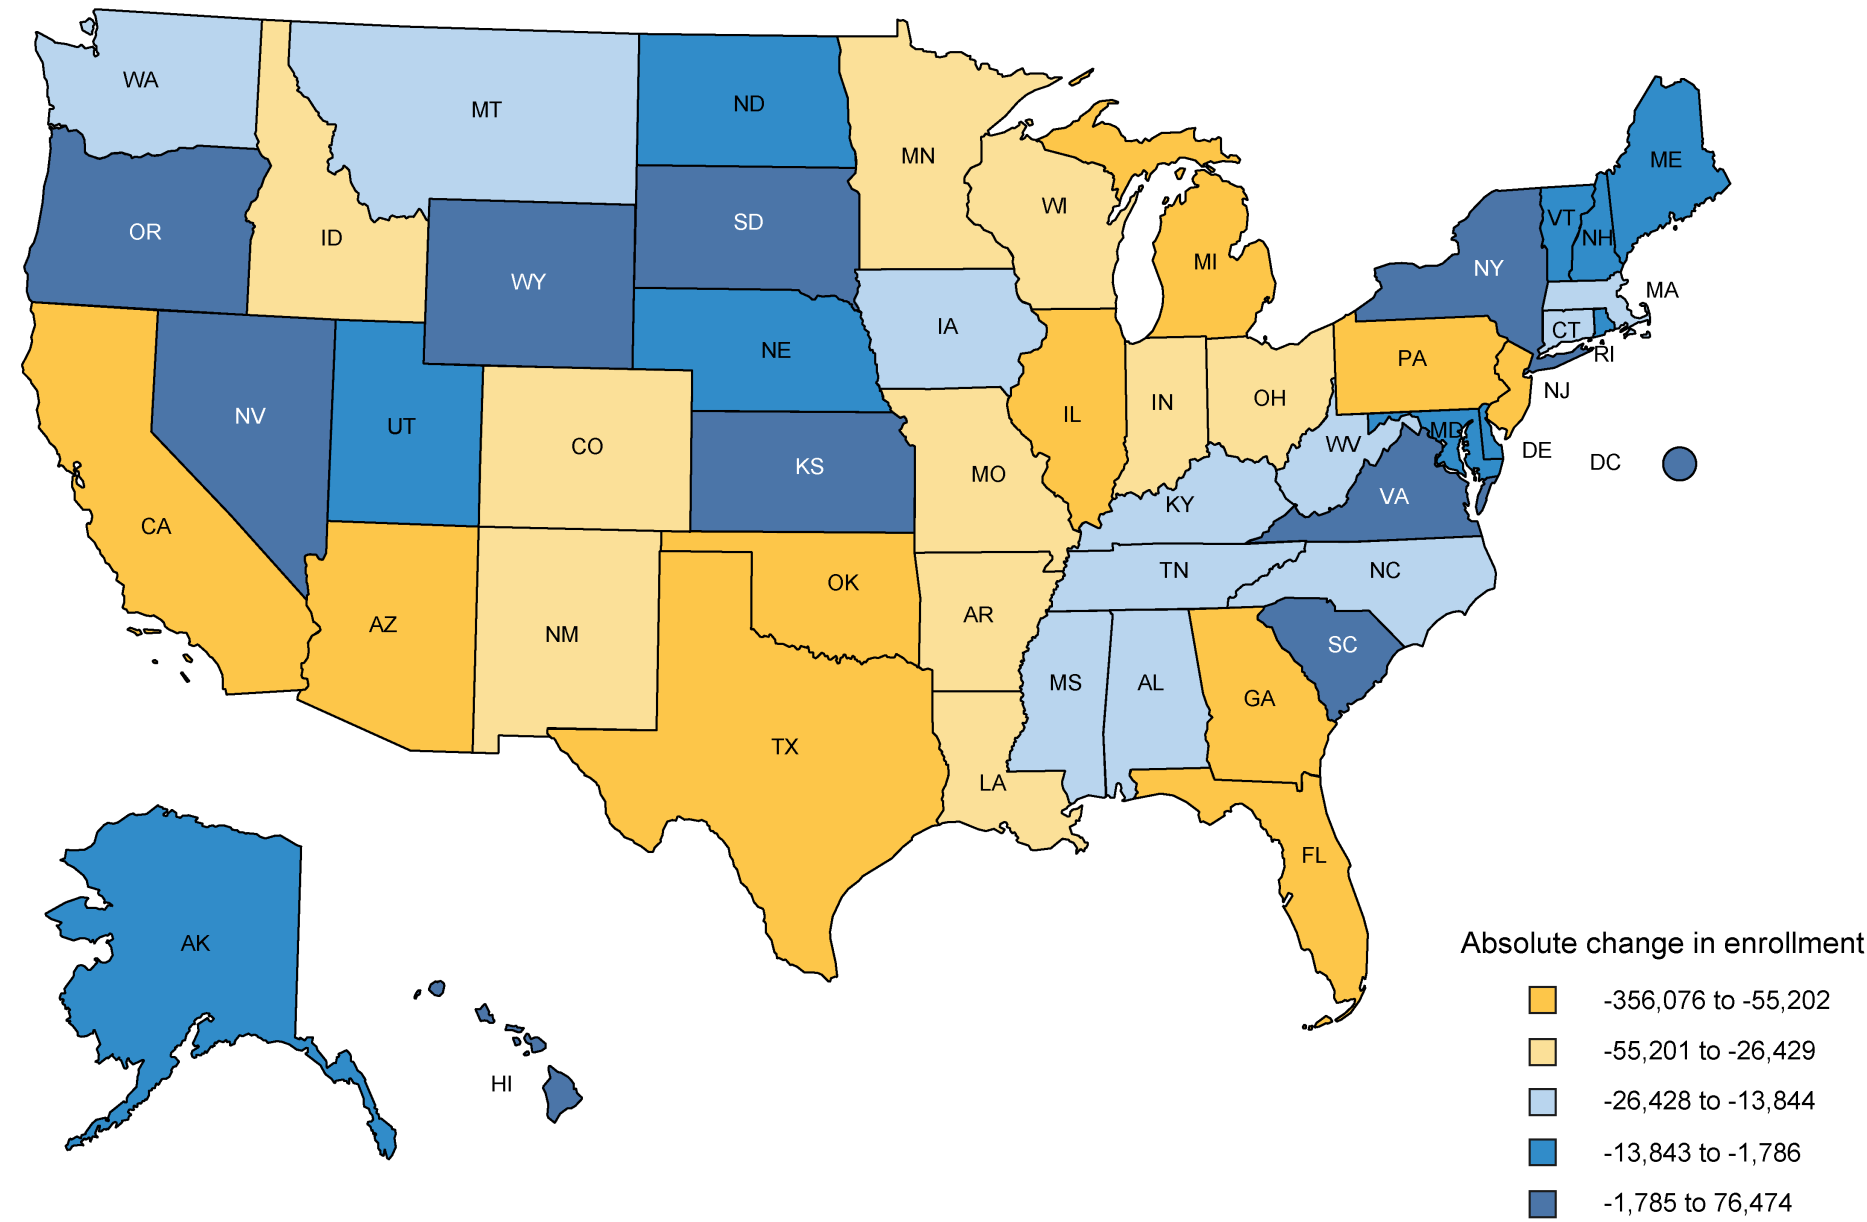 WA
MT
ND
MN
ME
OR
ID
WY
SD
WI
MI
VT
NH
NY
MA
IA
CT
RI
NE
PA
NJ
NV
UT
CO
KS
MO
IL
IN
OH
WV
MD
DE
DC
VA
KY
CA
AZ
NM
OK
AR
TN
NC
SC
MS
AL
GA
TX
LA
FL
AK
HI
Absolute change in enrollment
-356,076 to -55,202
-55,201 to -26,429
-26,428 to -13,844
-13,843 to -1,786
-1,785 to 76,474